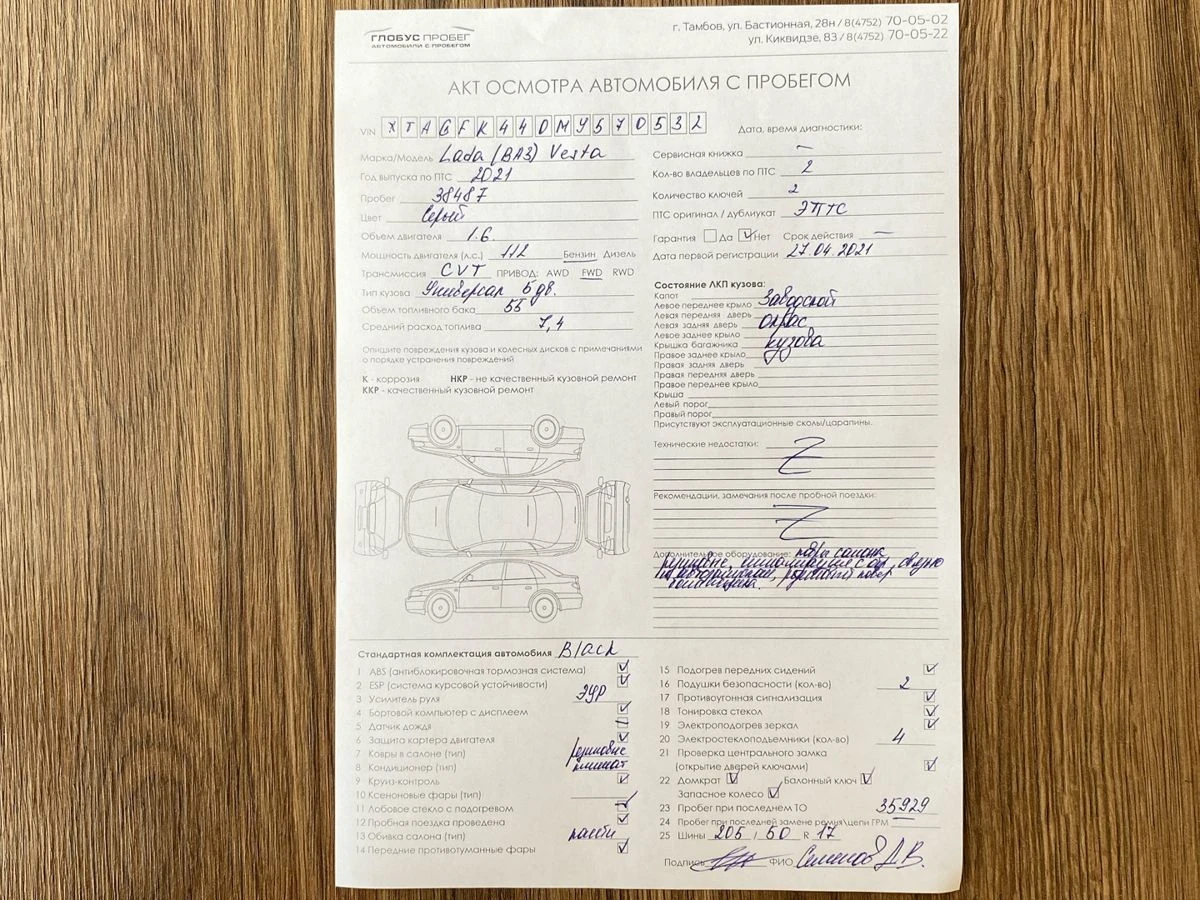 ГЛОБУС ПРОБЕГ
АВТОМОБИЛИ С ПРОБЕГОМ
г. Тамбов, ул. Бастионная, 28н / 8(4752) 70-05-02
ул. Киквидзе, 83 / 8(4752) 70-05-22
АКТ ОСМОТРА АВТОМОБИЛЯ С ПРОБЕГОМ
VIN XTAGFK440MY570532
Дата, время диагностики:
Марка/Модель Lada (ВАЗ) Vesta
Год выпуска по ПТС 2021
Пробег 38487
Цвет Серый
Объем двигателя 1.6.
Мощность двигателя (л.с.) 112 Бензин Дизель
Трансмиссия CVT ПРИВОД: AWD FWD RWD
Тип кузова Универсал 5 дв.
Объем топливного бака 55
Средний расход топлива 7,4
Опишите повреждения кузова и колесных дисков с примечаниями
о порядке устранения повреждений
К - коррозия НКР - не качественный кузовной ремонт
ККР - качественный кузовной ремонт
Сервисная книжка —
Кол-во владельцев по ПТС 2
Количество ключей 2
ПТС оригинал / дубликат ЭПТС
Гарантия Да Нет Срок действия —
Дата первой регистрации 27.04.2021
Состояние ЛКП кузова:
Капот Заводской
Левое переднее крыло
Левая передняя дверь
Левая задняя дверь окрас
Левое заднее крыло
Крышка багажника кузова
Правое заднее крыло
Правая задняя дверь
Правая передняя дверь
Правое переднее крыло
Крыша
Левый порог
Правый порог
Присутствуют эксплуатационные сколы/царапины.
Технические недостатки: Z
Рекомендации, замечания после пробной поездки:
Z
Дополнительное оборудование: ковры салона
резиновые, сигнализация с
резиновый ковер
багажника.
Стандартная комплектация автомобиля Black
1 ABS (антиблокировочная тормозная система)
2 ESP (система курсовой устойчивости)
3 Усилитель руля ЭУР
4 Бортовой компьютер с дисплеем
5 Датчик дождя —
6 Защита картера двигателя
7 Ковры в салоне (тип) резиновые
8 Кондиционер (тип) климат
9 Круиз-контроль
10 Ксеноновые фары (тип)
11 Лобовое стекло с подогревом
12 Пробная поездка проведена
13 Обивка салона (тип)
14 Передние противотуманные фары
15 Подогрев передних сидений
16 Подушки безопасности (кол-во) 2
17 Противоугонная сигнализация
18 Тонировка стекол
19 Электроподогрев зеркал
20 Электростеклоподъемники (кол-во) 4
21 Проверка центрального замка
(открытие дверей ключами)
22 Домкрат Балонный ключ
Запасное колесо
23 Пробег при последнем ТО 35929
24 Пробег при последней замене ремня/цепи ГРМ —
25 Шины 205 / 50 R 17
Подпись ФИО Семенов Д.В.